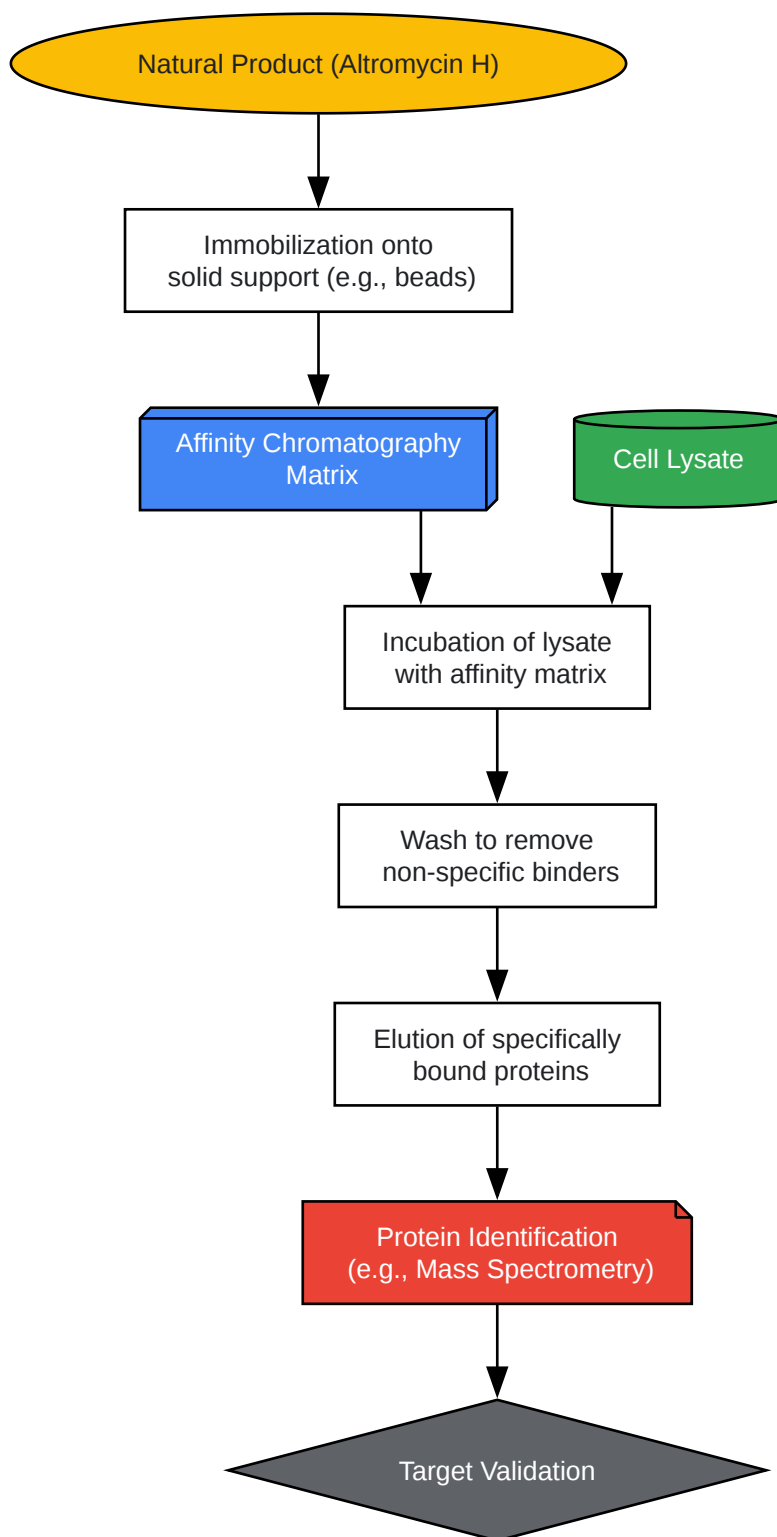 Natural Product (Altromycin H)
Immobilization onto
solid support (e.g., beads)
Affinity Chromatography
Matrix
Cell Lysate
Incubation of lysate
with affinity matrix
Wash to remove
non-specific binders
Elution of specifically
bound proteins
Protein Identification
(e.g., Mass Spectrometry)
Target Validation